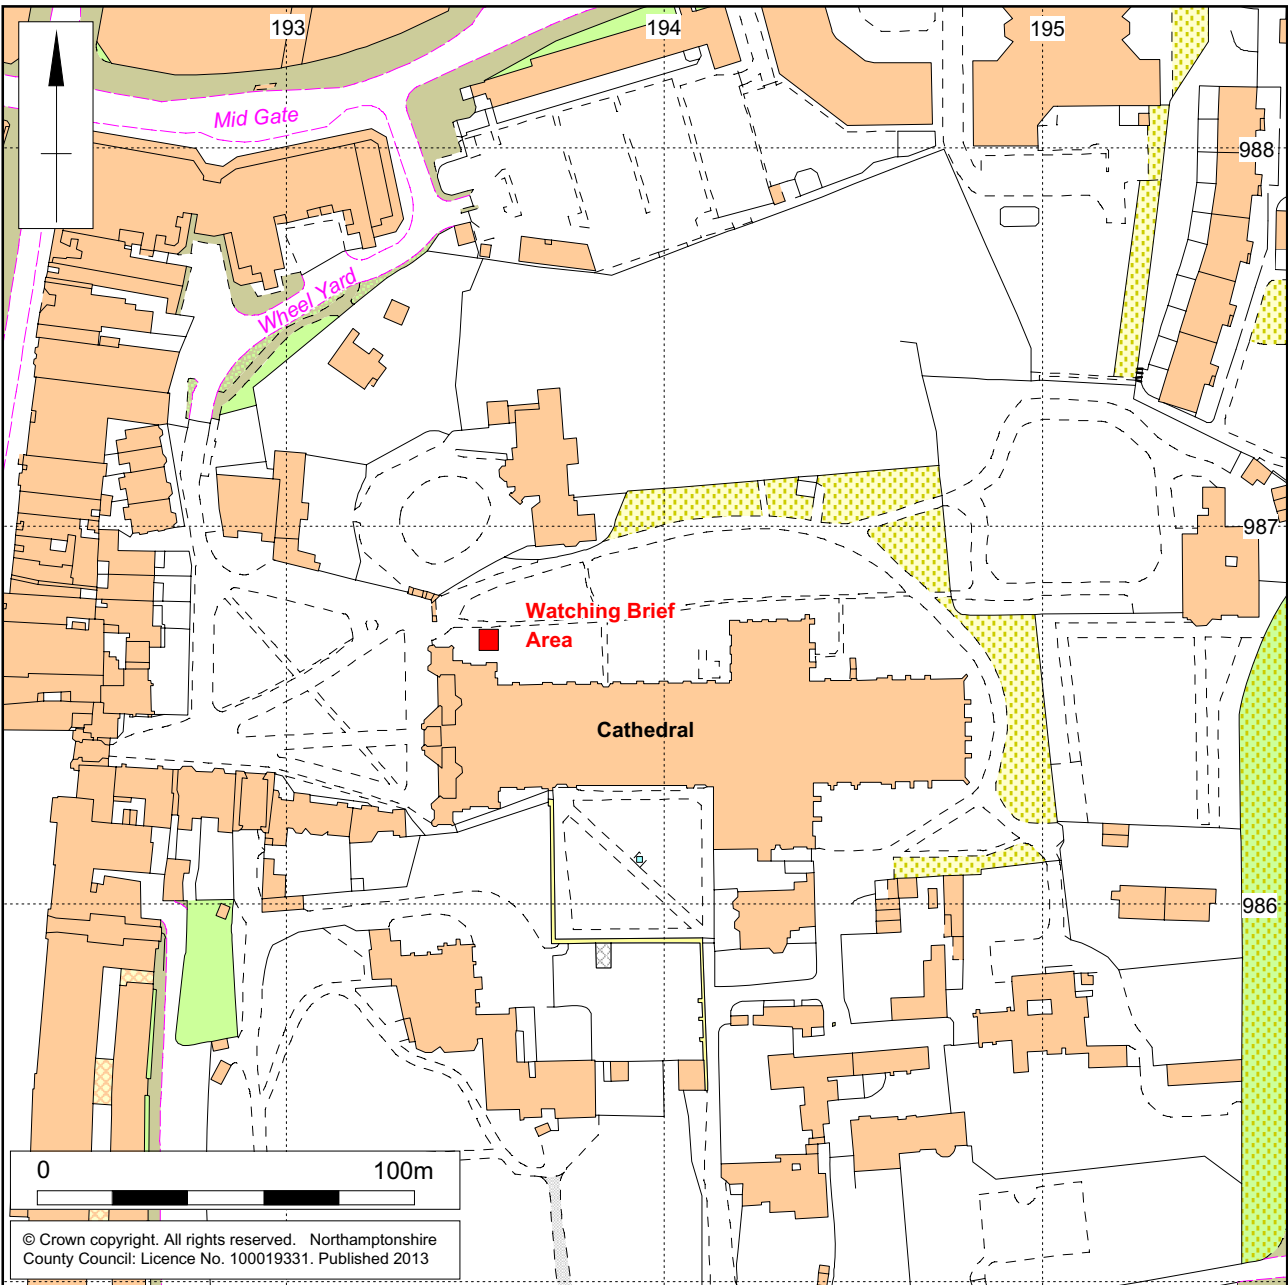 193
194
195
Mid Gate
988
Wheel Yard
987
Watching Brief
Area
Cathedral
986
0
100m
© Crown copyright. All rights reserved. Northamptonshire
County Council: Licence No. 100019331. Published 2013